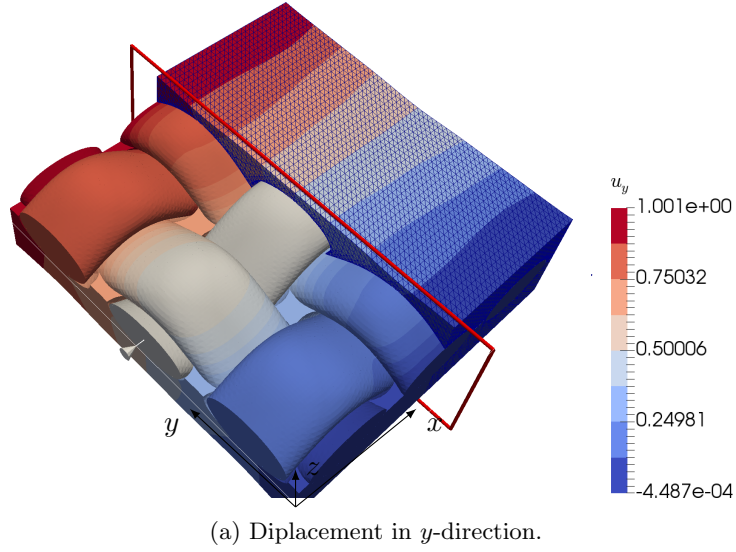 u_y
1.001e+00
0.75032
0.50006
0.24981
-4.487e-04
y
x
z
(a) Diplacement in y-direction.